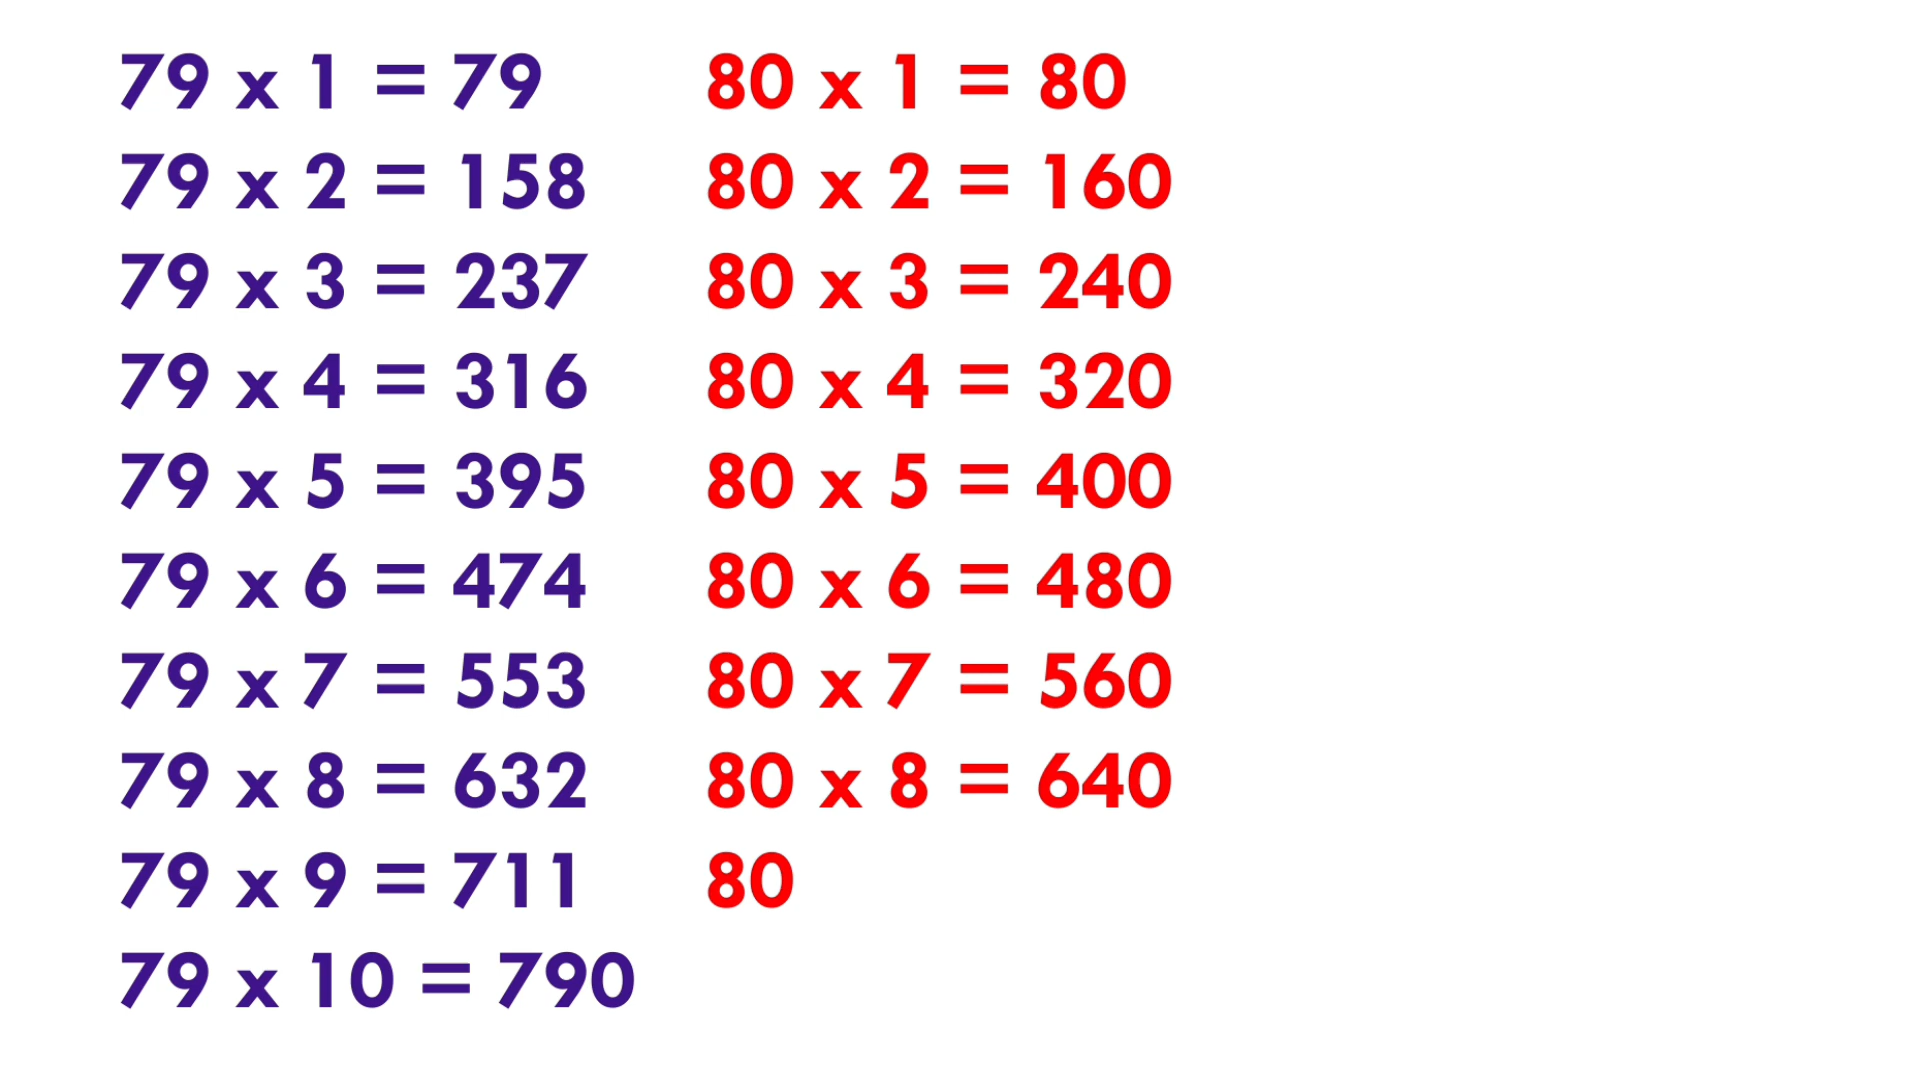 79 x 1 = 79
79 x 2 = 158
79 x 3 = 237
79 x 4 = 316
79 x 5 = 395
79 x 6 = 474
79 x 7 = 553
79 x 8 = 632
79 x 9 = 711
79 x 10 = 790
80 x 1 = 80
80 x 2 = 160
80 x 3 = 240
80 x 4 = 320
80 x 5 = 400
80 x 6 = 480
80 x 7 = 560
80 x 8 = 640
80